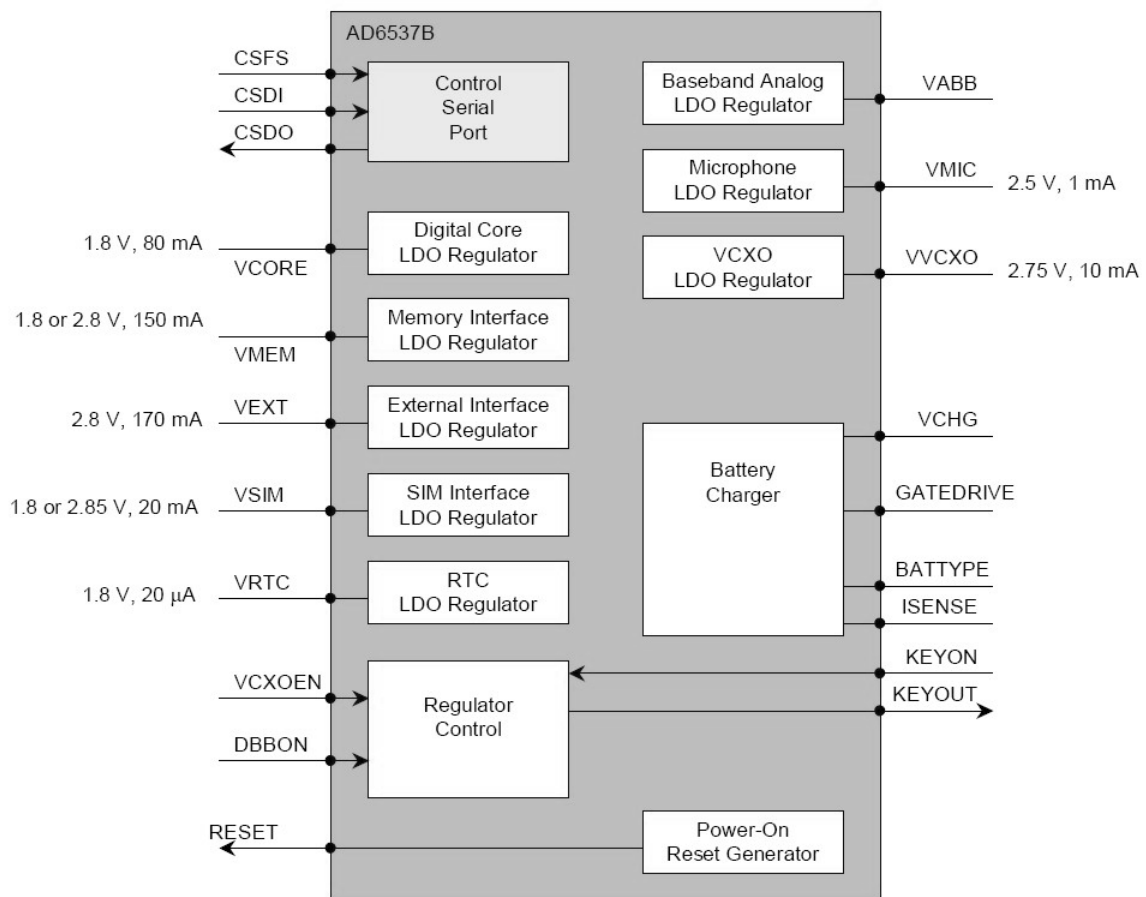 AD6537B
CSFS
CSDI
CSDO
Control
Serial
Port
Baseband Analog
LDO Regulator
VABB
Microphone
LDO Regulator
VMIC
2.5 V, 1 mA
1.8 V, 80 mA
VCORE
Digital Core
LDO Regulator
VCXO
LDO Regulator
VVCXO
2.75 V, 10 mA
1.8 or 2.8 V, 150 mA
VMEM
Memory Interface
LDO Regulator
2.8 V, 170 mA
VEXT
External Interface
LDO Regulator
1.8 or 2.85 V, 20 mA
VSIM
SIM Interface
LDO Regulator
1.8 V, 20 μA
VRTC
RTC
LDO Regulator
Battery
Charger
VCHG
GATEDRIVE
BATTYPE
ISENSE
VCXOEN
DBBON
Regulator
Control
KEYON
KEYOUT
RESET
Power-On
Reset Generator